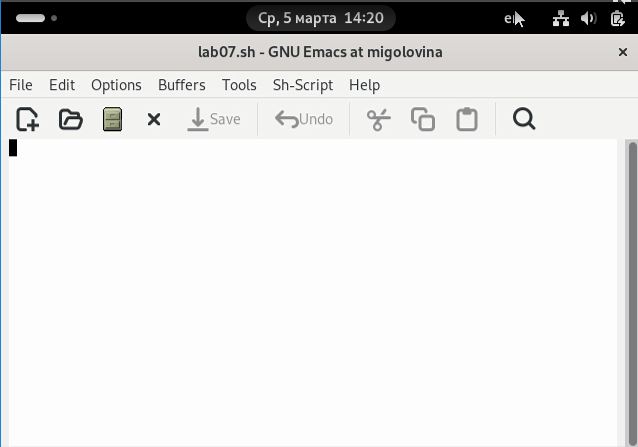 Ср, 5 марта 14:20
lab07.sh - GNU Emacs at migolovina
File Edit Options Buffers Tools Sh-Script Help
Save Undo